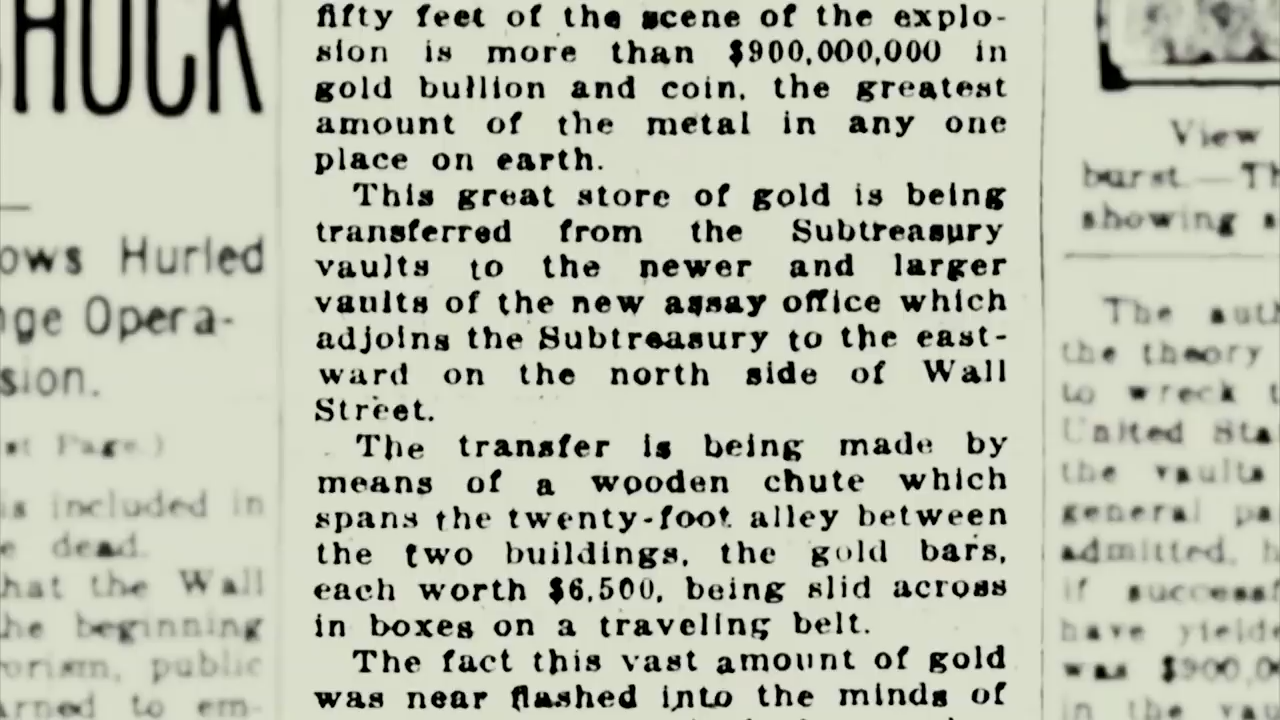 HOCK
ows Hurled
nge Opera-
sion.
st Page.)
is included in
e dead.
hat the Wall
he beginning
rorism, public
arned to em-
fifty feet of the scene of the explo-
sion is more than $900,000,000 in
gold bullion and coin, the greatest
amount of the metal in any one
place on earth.
This great store of gold is being
transferred from the Subtreasury
vaults to the newer and larger
vaults of the new assay office which
adjoins the Subtreasury to the east-
ward on the north side of Wall
Street.
The transfer is being made by
means of a wooden chute which
spans the twenty-foot alley between
the two buildings, the gold bars,
each worth $6,500, being slid across
in boxes on a traveling belt.
The fact this vast amount of gold
was near flashed into the minds of
View
burst.—Th
showing s
The auth
the theory
to wreck t
United Sta
the vaults
general pa
admitted, h
if successf
have yielde
was $900,00
in the vau